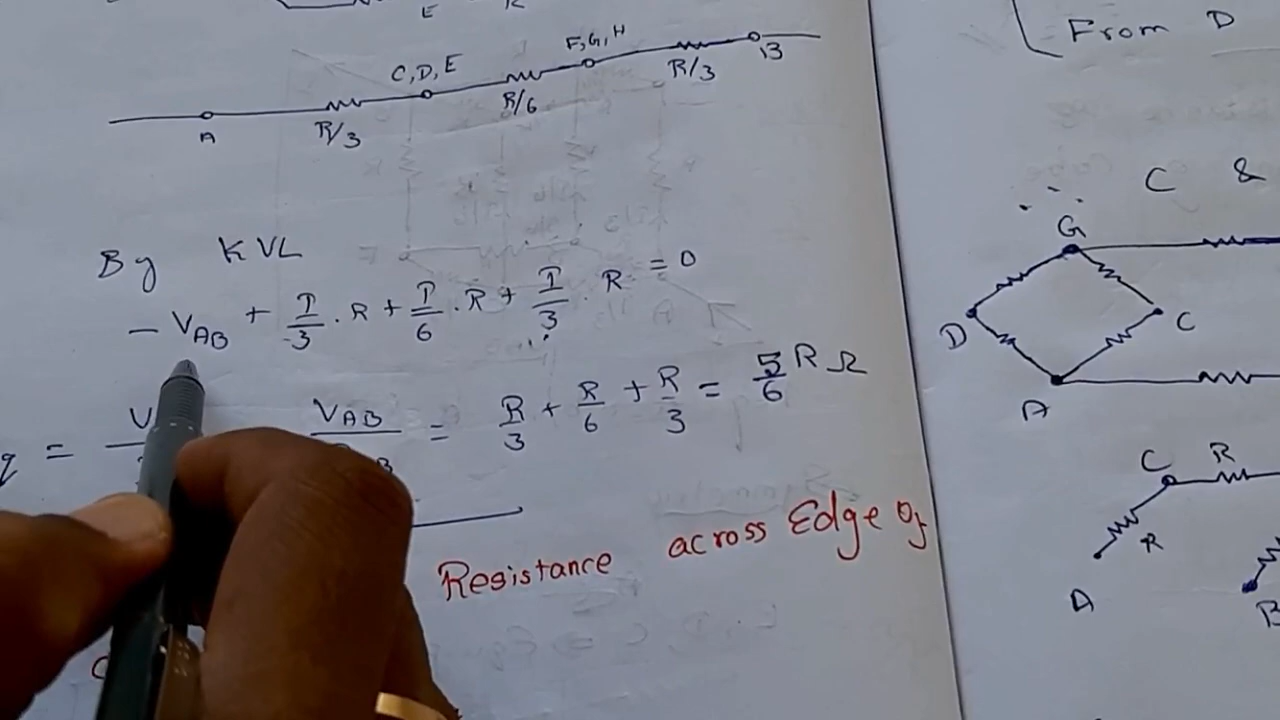 E R
A R/3 C, D, E R/6 F, G, H R/3 B
By KVL
- V_AB + I/3 . R + I/6 . R + I/3 . R = 0
q = V V_AB = R/3 + R/6 + R/3 = 5/6 R Ω
Resistance across Edge Of
From D
C &
G
D C
A
C R
R
A B